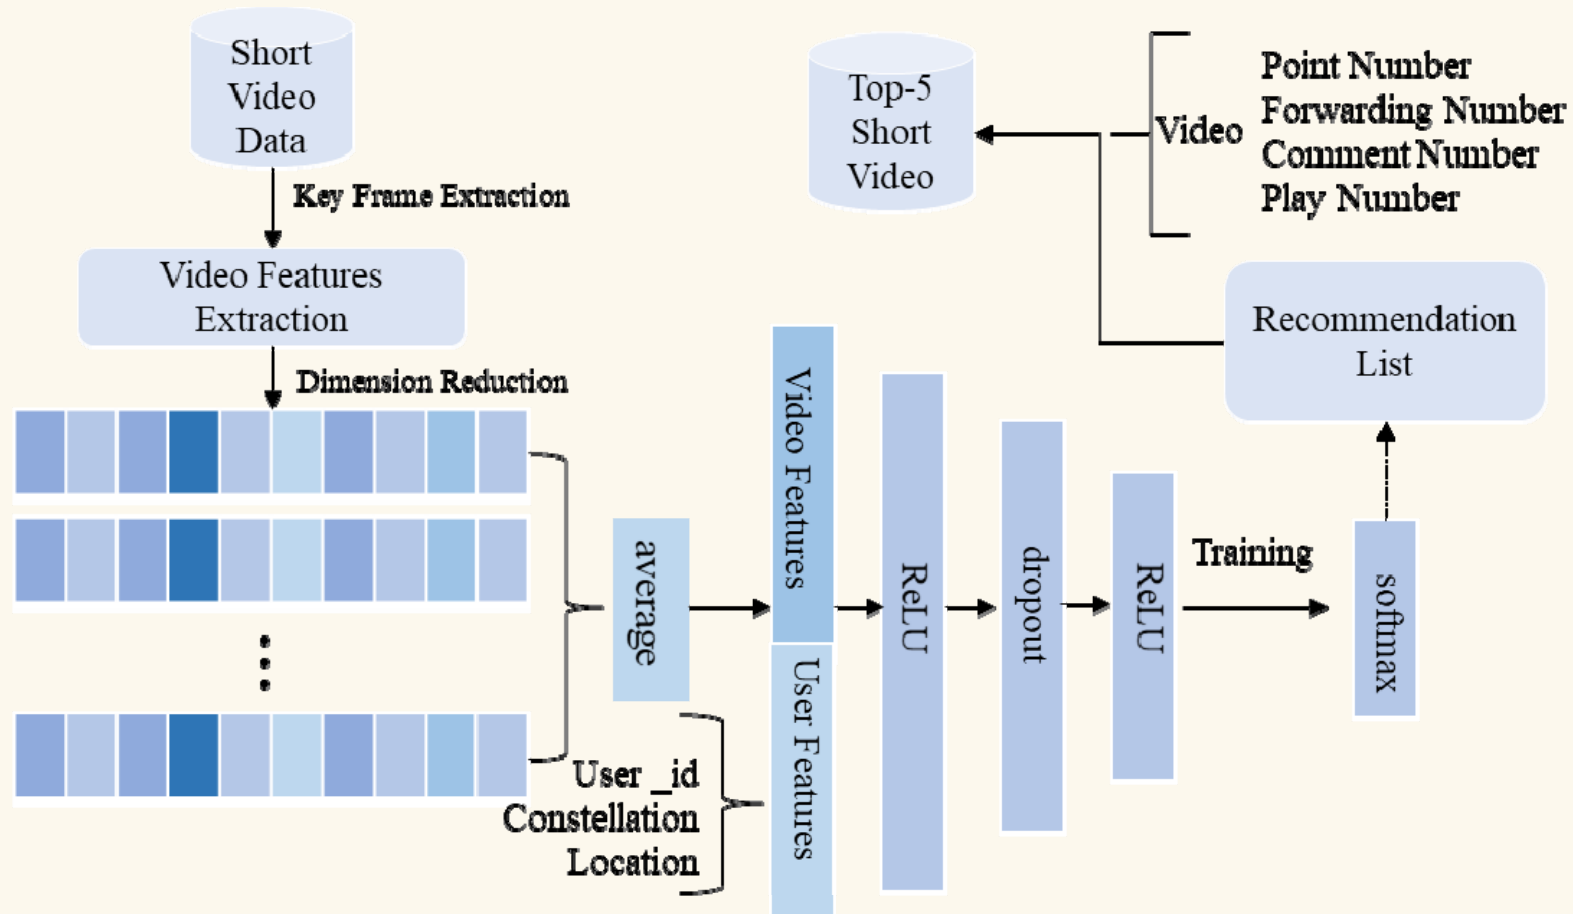 Short
Video
Data
Key Frame Extraction
Video Features
Extraction
Dimension Reduction
average
User _id
Constellation
Location
Video Features
User Features
ReLU
dropout
ReLU
Training
softmax
Recommendation
List
Top-5
Short
Video
Video
Point Number
Forwarding Number
Comment Number
Play Number